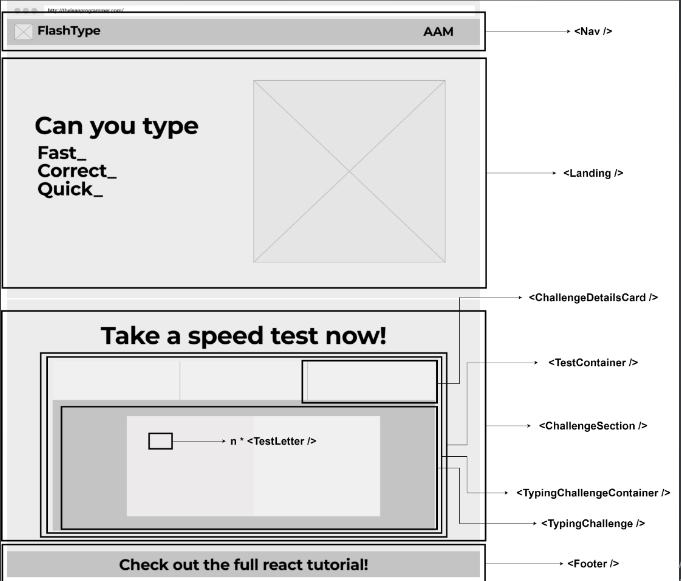 http://theleanprogrammer.com/
FlashType
AAM
<Nav />
Can you type
Fast_
Correct_
Quick_
<Landing />
<ChallengeDetailsCard />
Take a speed test now!
<TestContainer />
<ChallengeSection />
n * <TestLetter />
<TypingChallengeContainer />
<TypingChallenge />
Check out the full react tutorial!
<Footer />